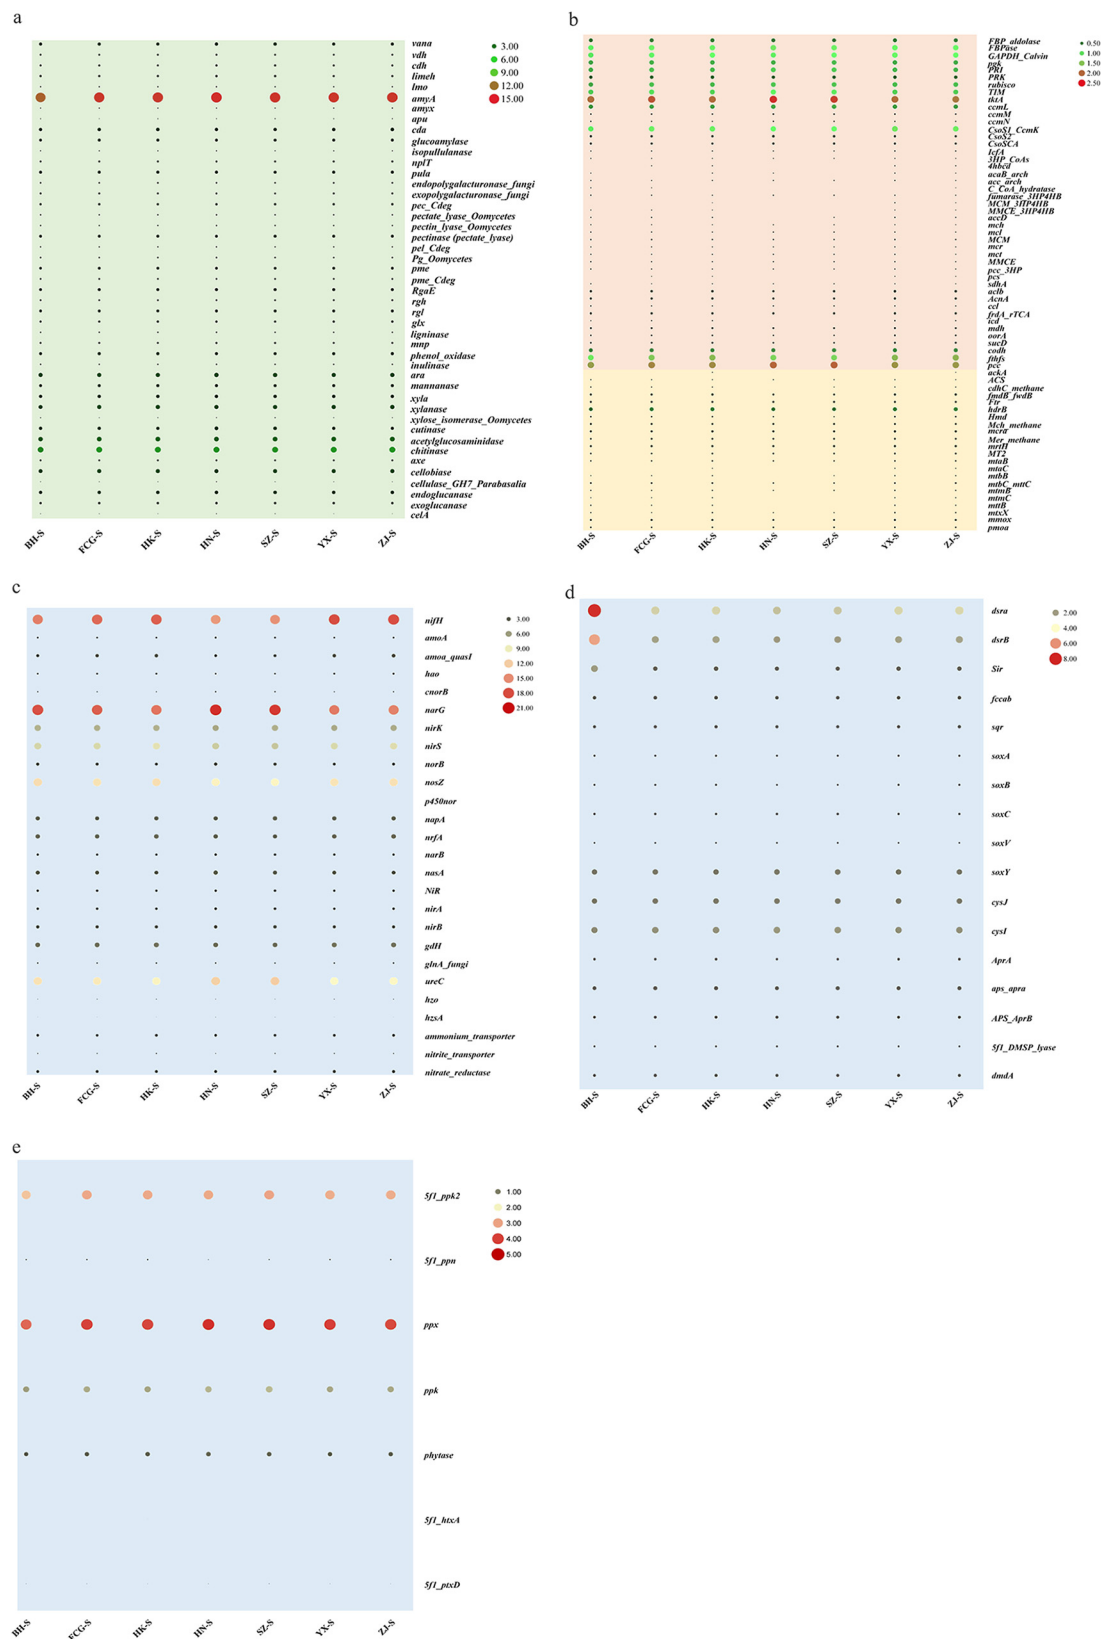 a
vana
vdh
cdh
limeh
lmo
amyA
amyx
apu
cda
glucoamylase
isopullulanase
nplT
pula
endopolygalacturonase_fungi
exopolygalacturonase_fungi
pec_Cdeg
pectate_lyase_Oomycetes
pectin_lyase_Oomycetes
pectinase (pectate_lyase)
pel_Cdeg
Pg_Oomycetes
pme
pme_Cdeg
RgaE
rgh
rgl
glx
ligninase
mnp
phenol_oxidase
inulinase
ara
mannanase
xyla
xylanase
xylose_isomerase_Oomycetes
cutinase
acetylglucosaminidase
chitinase
axe
cellobiase
cellulase_GH7_Parabasalia
endoglucanase
exoglucanase
celA
3.00
6.00
9.00
12.00
15.00
BH-S
FCG-S
HK-S
HN-S
SZ-S
YX-S
ZJ-S
b
FBP_aldolase
FBPase
GAPDH_Calvin
pgk
PRI
PRK
rubisco
TIM
tktA
ccmL
ccmM
ccmN
CsoS1_CcmK
CsoS2
CsoSCA
IcfA
3HP_CoAs
4hbcd
acaB_arch
acc_arch
C_CoA_hydratase
fumarase_3HP4HB
MCM_3HP4HB
MMCE_3HP4HB
accD
mch
mcl
MCM
mcr
mct
MMCE
pcc_3HP
pcs
sdhA
aclb
AcnA
ccl
frdA_rTCA
icd
mdh
oorA
sucD
codh
fthfs
pcc
ackA
ACS
cdhC_methane
fmdB_fwdB
Ftr
hdrB
Hmd
Mch_methane
mcra
Mer_methane
mrtH
MT2
mtaB
mtaC
mtbB
mtbC_mttC
mtmB
mtmC
mttB
mtxX
mmox
pmoa
0.50
1.00
1.50
2.00
2.50
BH-S
FCG-S
HK-S
HN-S
SZ-S
YX-S
ZJ-S
c
nifH
amoA
amoa_quasI
hao
cnorB
narG
nirK
nirS
norB
nosZ
p450nor
napA
nrfA
narB
nasA
NiR
nirA
nirB
gdH
glnA_fungi
ureC
hzo
hzsA
ammonium_transporter
nitrite_transporter
nitrate_reductase
3.00
6.00
9.00
12.00
15.00
18.00
21.00
BH-S
FCG-S
HK-S
HN-S
SZ-S
YX-S
ZJ-S
d
dsra
dsrB
Sir
fccab
sqr
soxA
soxB
soxC
soxV
soxY
cysJ
cysI
AprA
aps_apra
APS_AprB
5f1_DMSP_lyase
dmdA
2.00
4.00
6.00
8.00
BH-S
FCG-S
HK-S
HN-S
SZ-S
YX-S
ZJ-S
e
5f1_ppk2
5f1_ppn
ppx
ppk
phytase
5f1_htxA
5f1_ptxD
1.00
2.00
3.00
4.00
5.00
BH-S
FCG-S
HK-S
HN-S
SZ-S
YX-S
ZJ-S